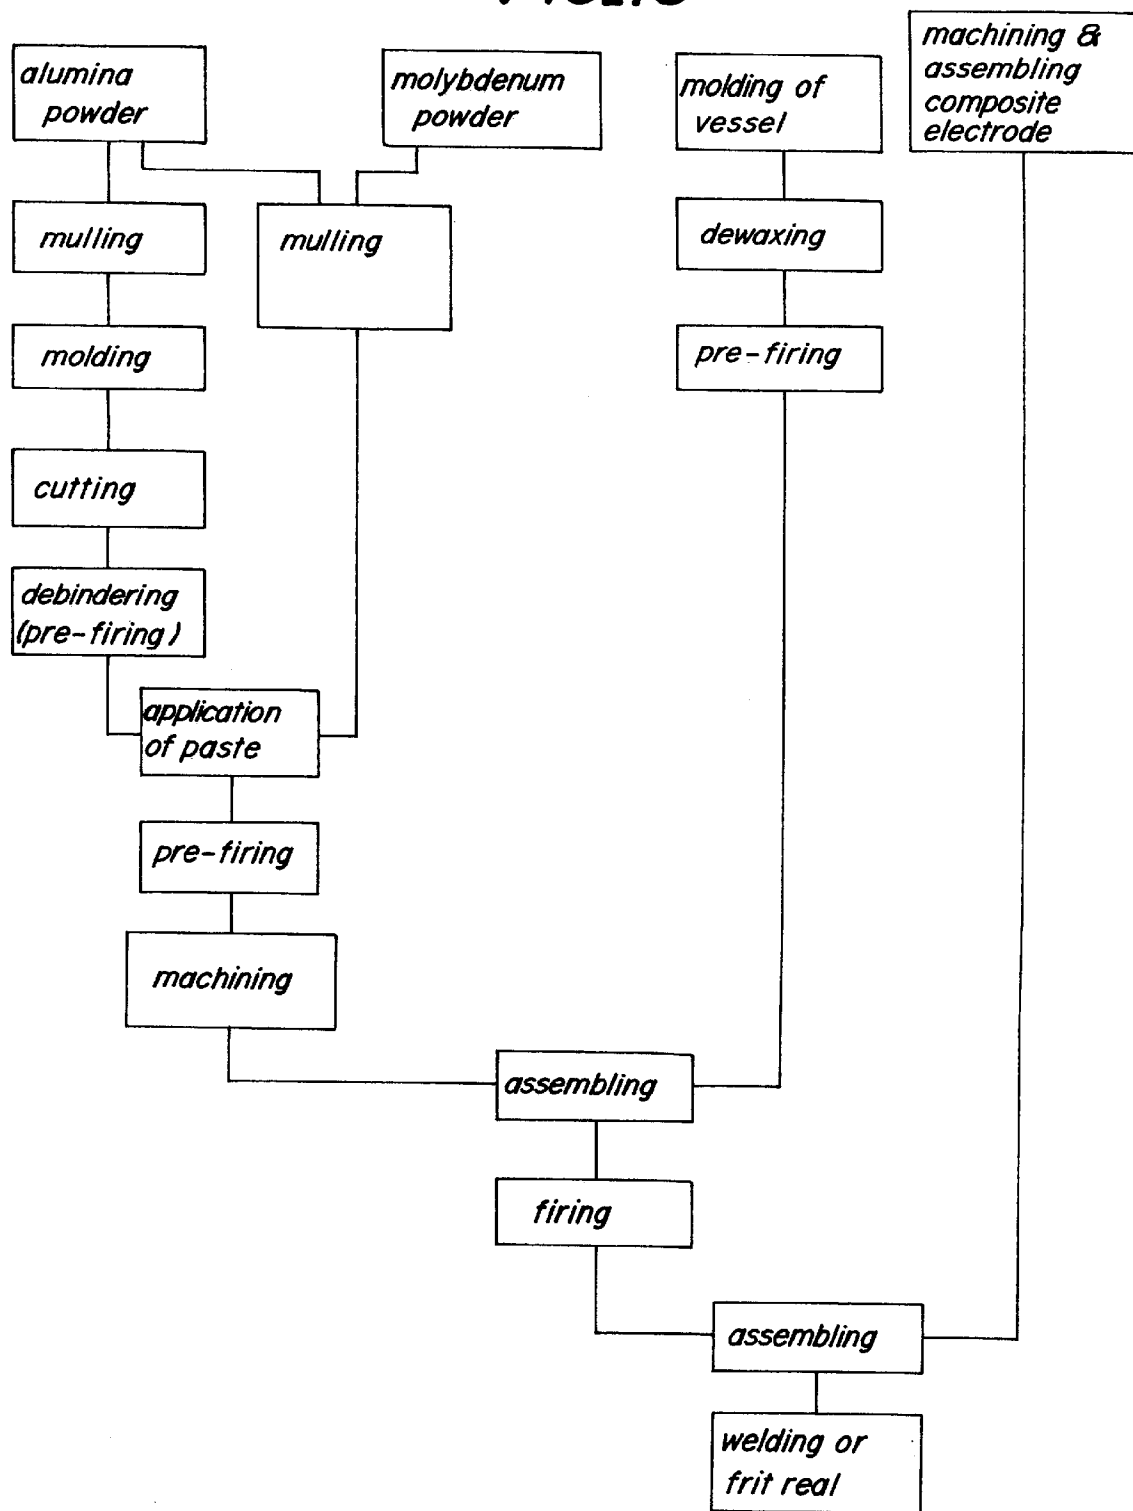 alumina
powder
molybdenum
powder
molding of
vessel
machining &
assembling
composite
electrode
mulling
mulling
dewaxing
molding
pre-firing
cutting
debindering
(pre-firing)
application
of paste
pre-firing
machining
assembling
firing
assembling
welding or
frit real